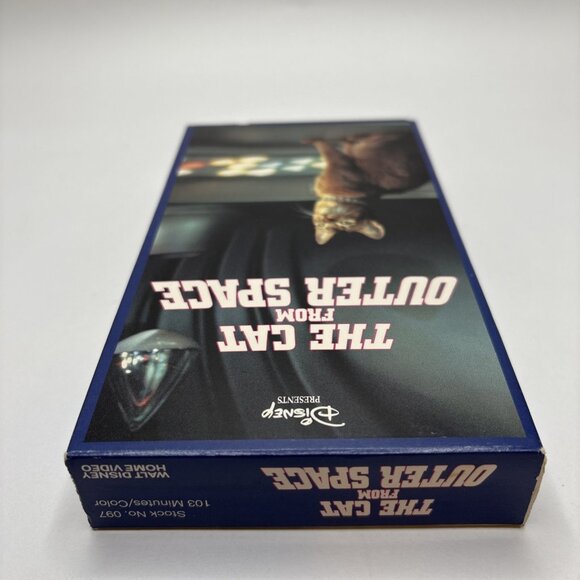 Disney
PRESENTS
THE CAT
FROM
OUTER SPACE
THE CAT
FROM
OUTER SPACE
Stock No. 097
103 Minutes/Color
WALT DISNEY
HOME VIDEO